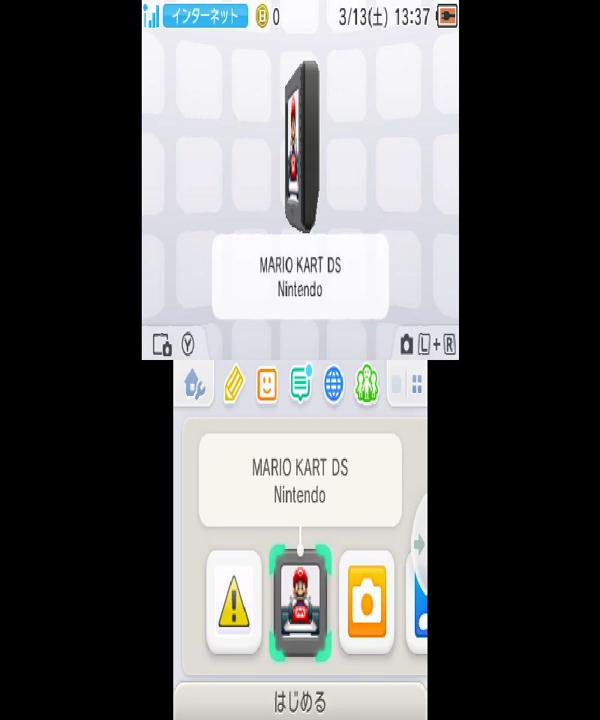 インターネット 0 3/13(土) 13:37
MARIO KART DS
Nintendo
Y L + R
MARIO KART DS
Nintendo
はじめる